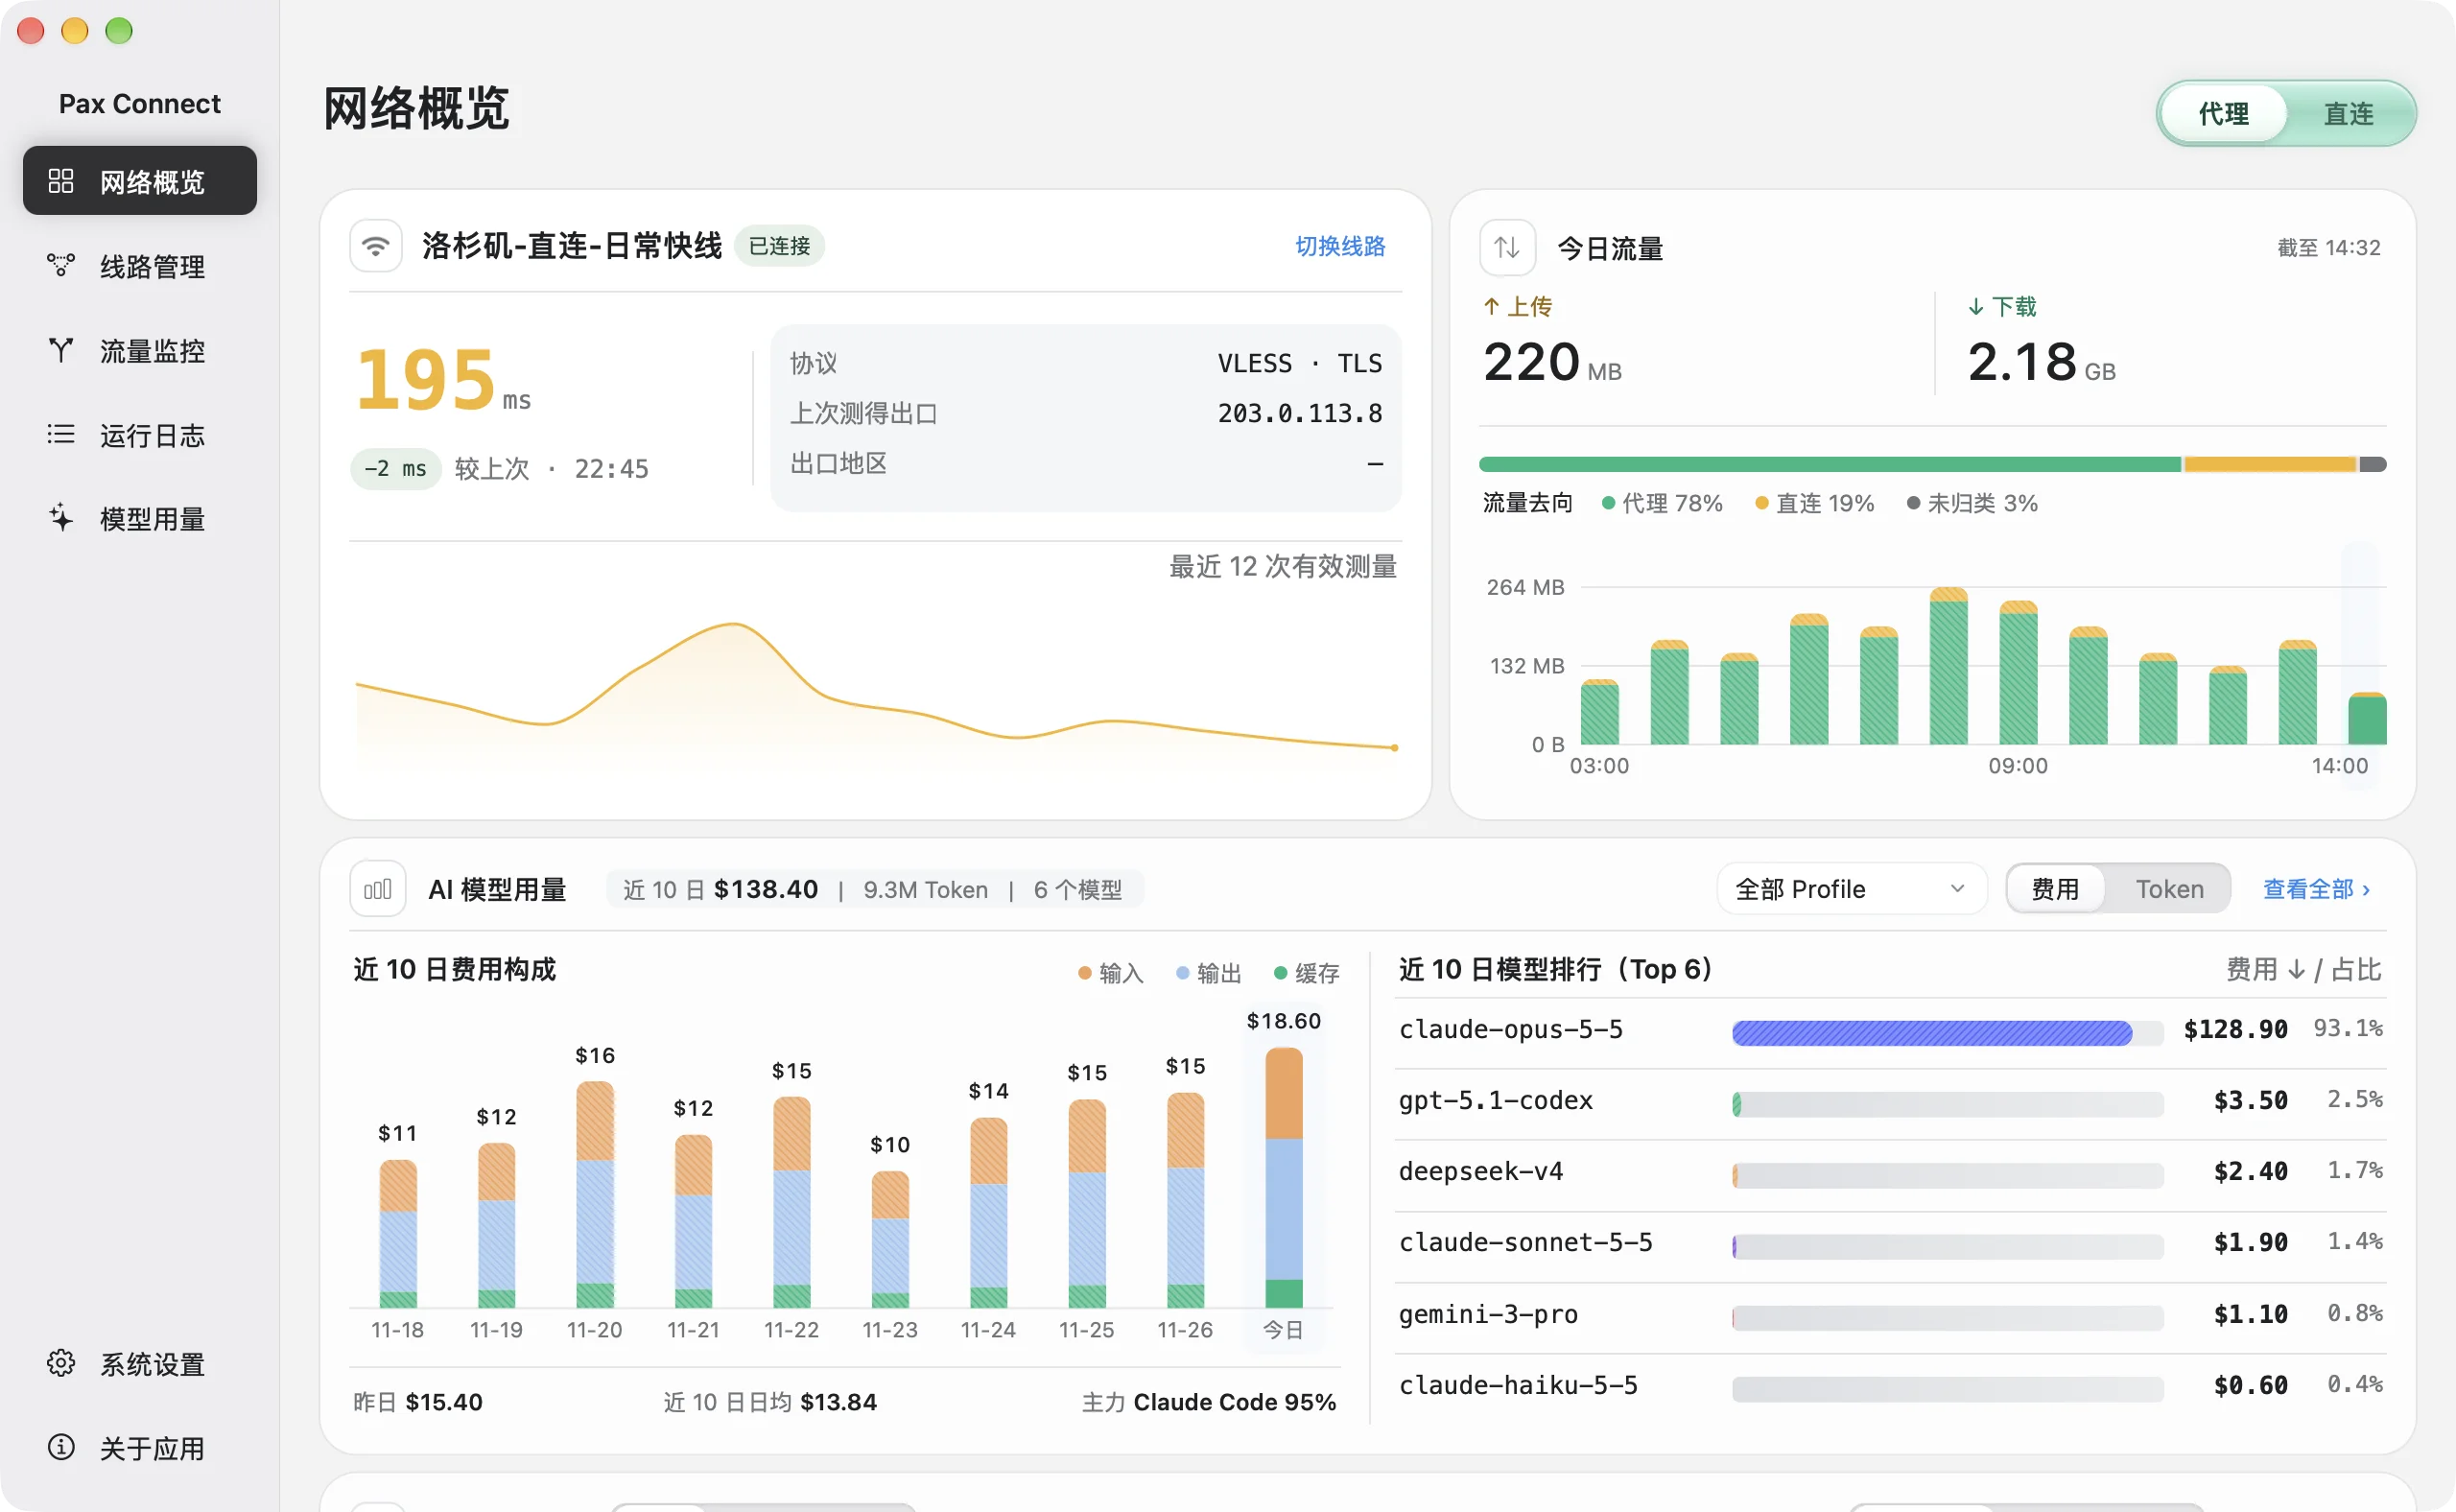 Pax Connect
网络概览
线路管理
流量监控
运行日志
模型用量
系统设置
关于应用
网络概览
代理 直连
洛杉矶-直连-日常快线 已连接 切换线路
195 ms
−2 ms 较上次 · 22:45
协议 VLESS · TLS
上次测得出口 203.0.113.8
出口地区 —
最近 12 次有效测量
今日流量 截至 14:32
↑ 上传 ↓ 下载
220 MB 2.18 GB
流量去向 代理 78% 直连 19% 未归类 3%
264 MB
132 MB
0 B
03:00 09:00 14:00
AI 模型用量 近 10 日 $138.40 | 9.3M Token | 6 个模型 全部 Profile 费用 Token 查看全部 ›
近 10 日费用构成 输入 输出 缓存
$11 $12 $16 $12 $15 $10 $14 $15 $15 $18.60
11-18 11-19 11-20 11-21 11-22 11-23 11-24 11-25 11-26 今日
昨日 $15.40 近 10 日日均 $13.84 主力 Claude Code 95%
近 10 日模型排行（Top 6） 费用 ↓ / 占比
claude-opus-5-5 $128.90 93.1%
gpt-5.1-codex $3.50 2.5%
deepseek-v4 $2.40 1.7%
claude-sonnet-5-5 $1.90 1.4%
gemini-3-pro $1.10 0.8%
claude-haiku-5-5 $0.60 0.4%